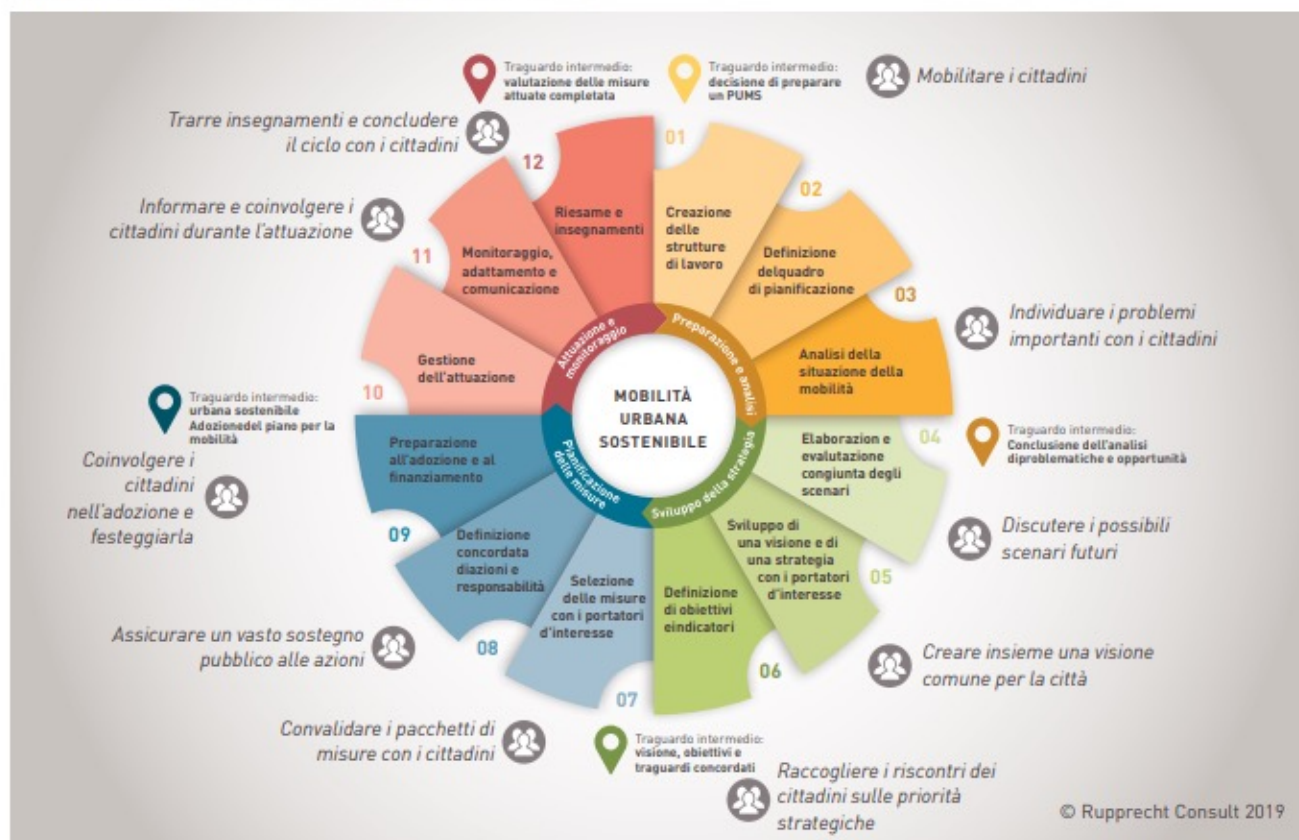 Traguardo intermedio:
valutazione delle misure
attuate completata
Traguardo intermedio:
decisione di preparare
un PUMS
Mobilitare i cittadini
Trarre insegnamenti e concludere
il ciclo con i cittadini
Informare e coinvolgere i
cittadini durante l'attuazione
01
Creazione
delle
strutture
di lavoro
02
Definizione
delquadro
di pianificazione
03
Analisi della
situazione della
mobilità
Individuare i problemi
importanti con i cittadini
Traguardo intermedio:
Conclusione dell'analisi
diproblematiche e opportunità
04
Elaborazion e
evalutazione
congiunta degli
scenari
Discutere i possibili
scenari futuri
05
Sviluppo di
una visione e di
una strategia
con i portatori
d'interesse
Creare insieme una visione
comune per la città
06
Definizione
di obiettivi
eindicatori
Raccogliere i riscontri dei
cittadini sulle priorità
strategiche
Traguardo intermedio:
visione, obiettivi e
traguardi concordati
07
Selezione
delle misure
con i portatori
d'interesse
Convalidare i pacchetti di
misure con i cittadini
08
Definizione
concordata
diazioni e
responsabilità
Assicurare un vasto sostegno
pubblico alle azioni
09
Preparazione
all'adozione e al
finanziamento
Coinvolgere i
cittadini
nell'adozione e
festeggiarla
Traguardo intermedio:
urbana sostenibile
Adozionedel piano per la
mobilità
10
Gestione
dell'attuazione
11
Monitoraggio,
adattamento e
comunicazione
12
Riesame e
insegnamenti
Preparazione e analisi
Sviluppo della strategia
Pianificazione
delle misure
Attuazione e
monitoraggio
MOBILITÀ
URBANA
SOSTENIBILE
© Rupprecht Consult 2019